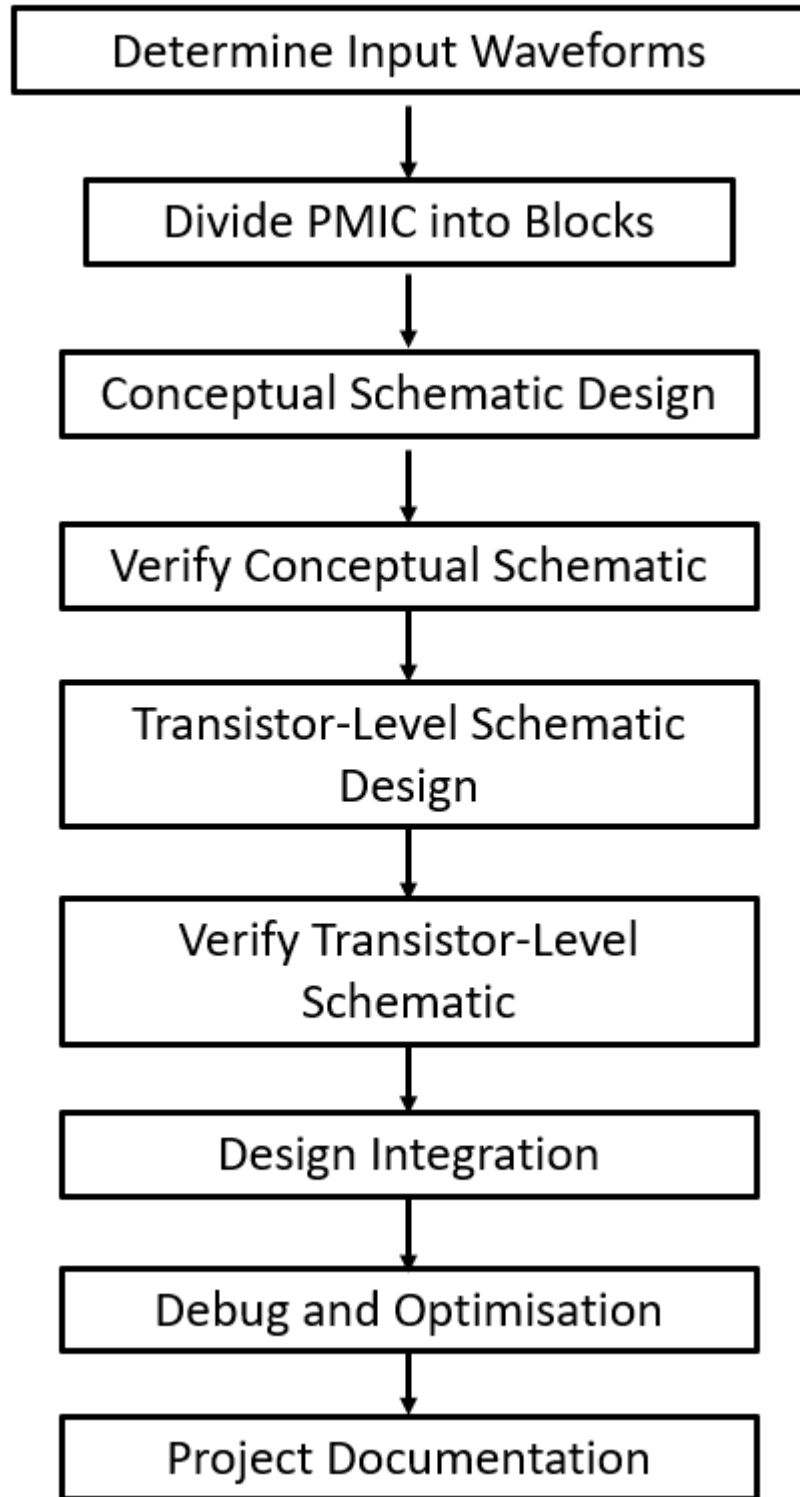 Determine Input Waveforms
Divide PMIC into Blocks
Conceptual Schematic Design
Verify Conceptual Schematic
Transistor-Level Schematic
Design
Verify Transistor-Level
Schematic
Design Integration
Debug and Optimisation
Project Documentation